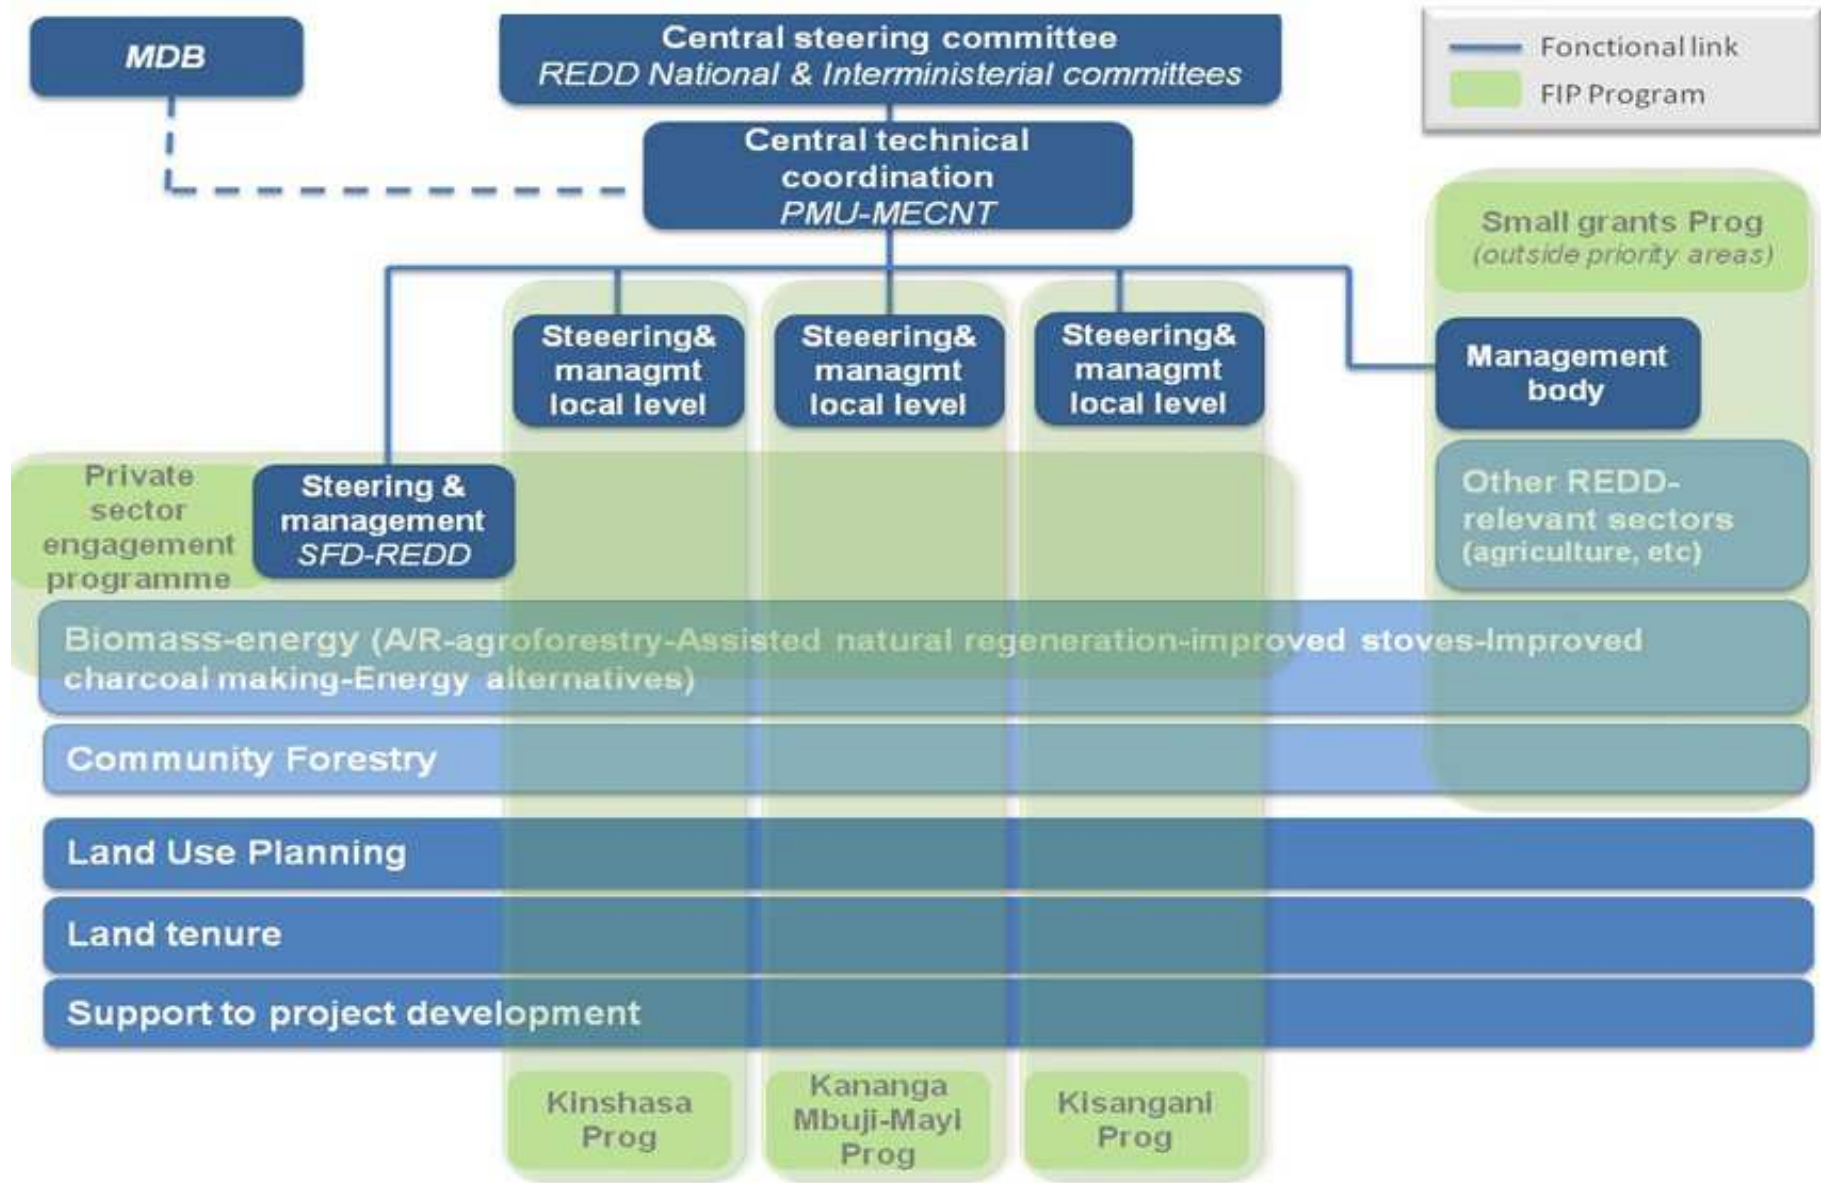 MDB
Central steering committee
REDD National & Interministerial committees
Fonctional link
FIP Program
Central technical
coordination
PMU-MECNT
Small grants Prog
(outside priority areas)
Steeering&
managmt
local level
Steeering&
managmt
local level
Steeering&
managmt
local level
Management
body
Private
sector
engagement
programme
Steering &
management
SFD-REDD
Other REDD-
relevant sectors
(agriculture, etc)
Biomass-energy (A/R-agroforestry-Assisted natural regeneration-improved stoves-Improved
charcoal making-Energy alternatives)
Community Forestry
Land Use Planning
Land tenure
Support to project development
Kinshasa
Prog
Kananga
Mbuji-Mayi
Prog
Kisangani
Prog